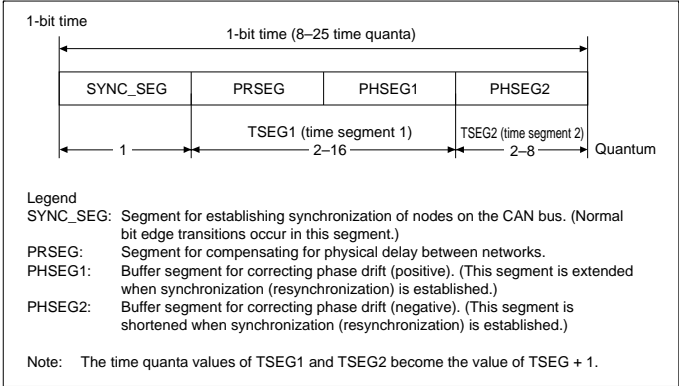 1-bit time
1-bit time (8–25 time quanta)
SYNC_SEG PRSEG PHSEG1 PHSEG2
TSEG1 (time segment 1) TSEG2 (time segment 2)
1 2–16 2–8 Quantum
Legend
SYNC_SEG: Segment for establishing synchronization of nodes on the CAN bus. (Normal
bit edge transitions occur in this segment.)
PRSEG: Segment for compensating for physical delay between networks.
PHSEG1: Buffer segment for correcting phase drift (positive). (This segment is extended
when synchronization (resynchronization) is established.)
PHSEG2: Buffer segment for correcting phase drift (negative). (This segment is
shortened when synchronization (resynchronization) is established.)
Note: The time quanta values of TSEG1 and TSEG2 become the value of TSEG + 1.